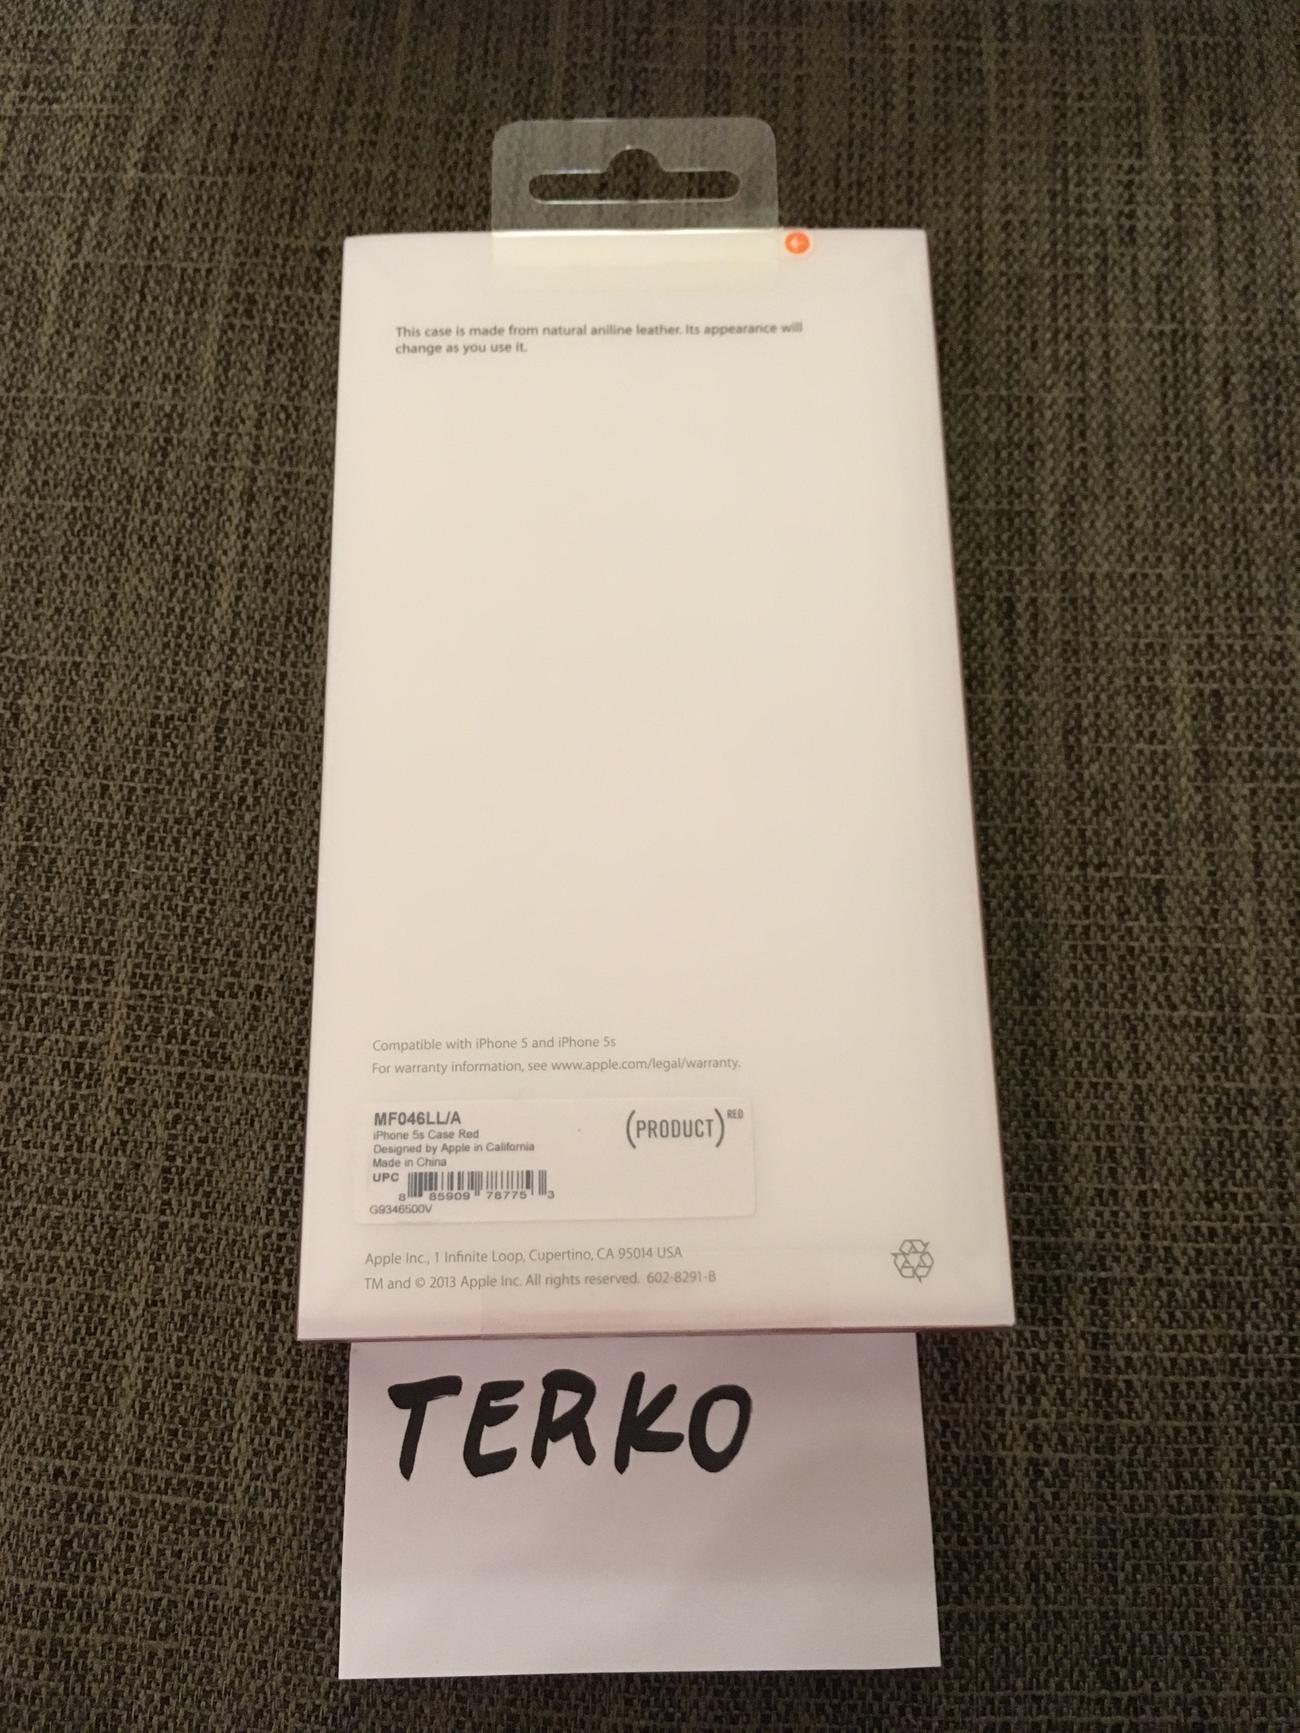 This case is made from natural aniline leather. Its appearance will
change as you use it.
Compatible with iPhone 5 and iPhone 5s
For warranty information, see www.apple.com/legal/warranty.
MF046LL/A
iPhone 5s Case Red
Designed by Apple in California
Made in China
(PRODUCT)RED
UPC
8 85909 78775 3
G9346500V
Apple Inc., 1 Infinite Loop, Cupertino, CA 95014 USA
TM and © 2013 Apple Inc. All rights reserved. 602-8291-B
TERKO